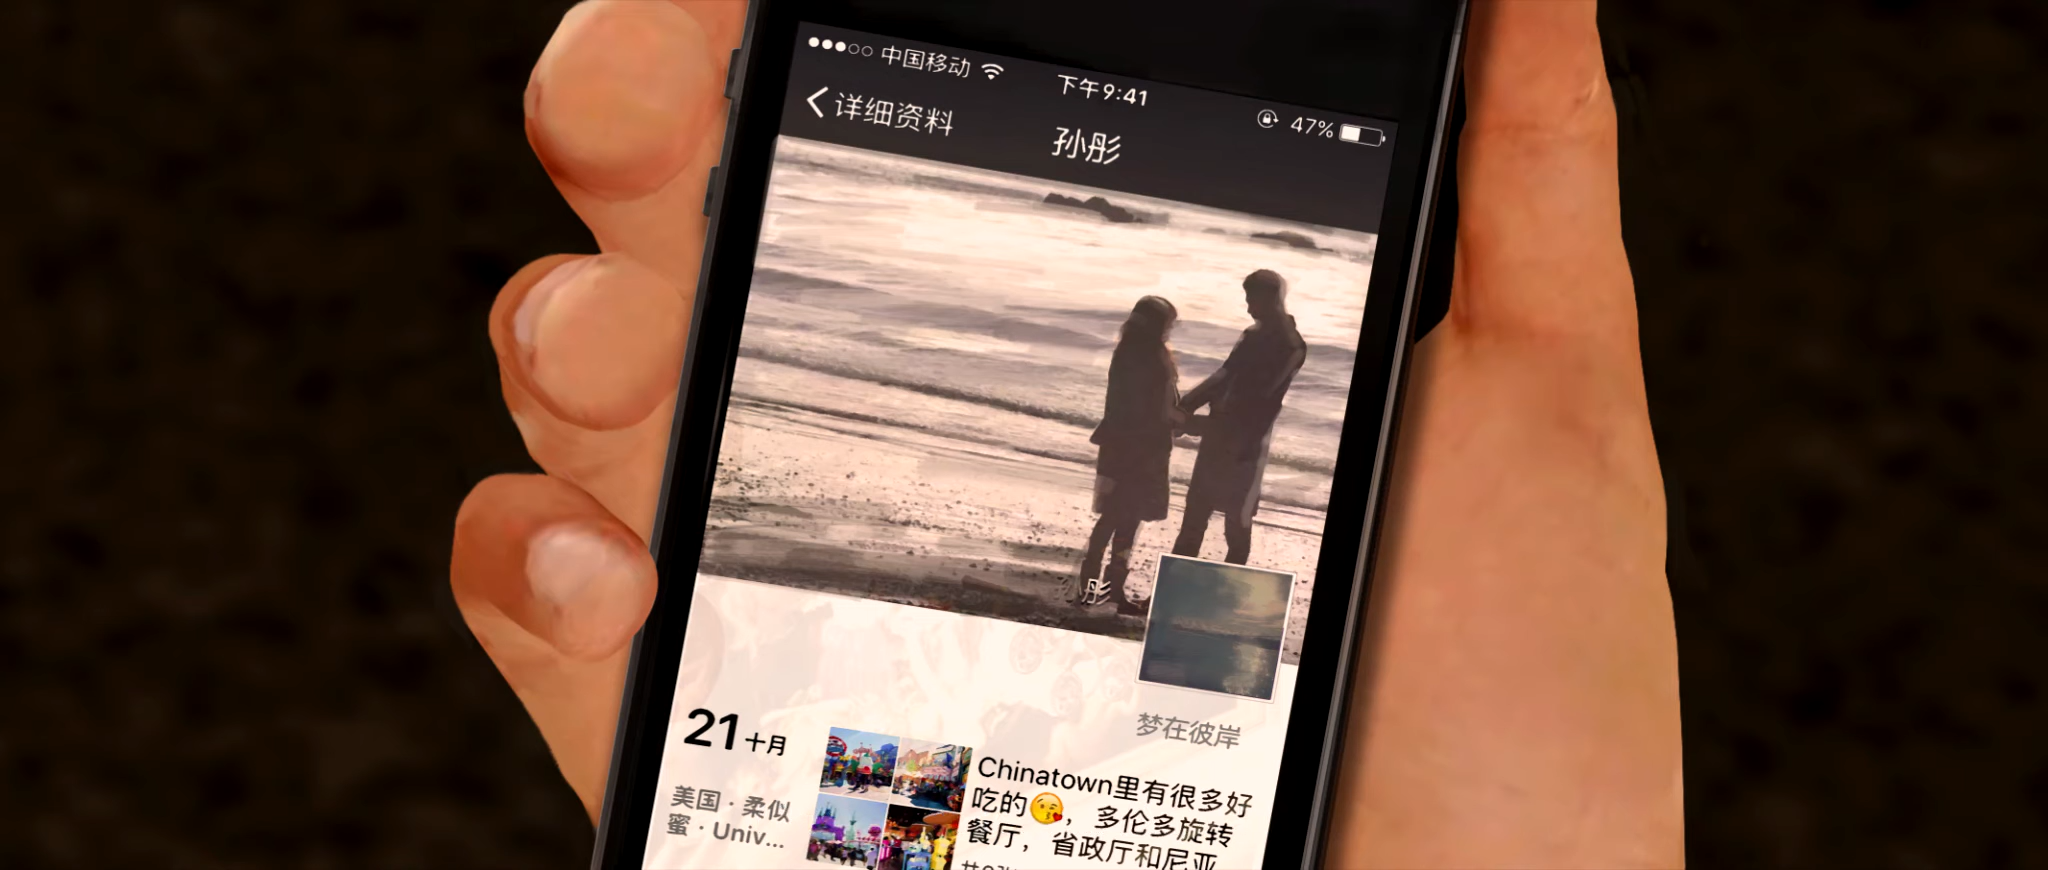 中国移动
下午9:41
47%
详细资料
孙彤
孙彤
梦在彼岸
21十月
美国·柔似
蜜·Univ...
Chinatown里有很多好
吃的😘，多伦多旋转
餐厅，省政厅和尼亚